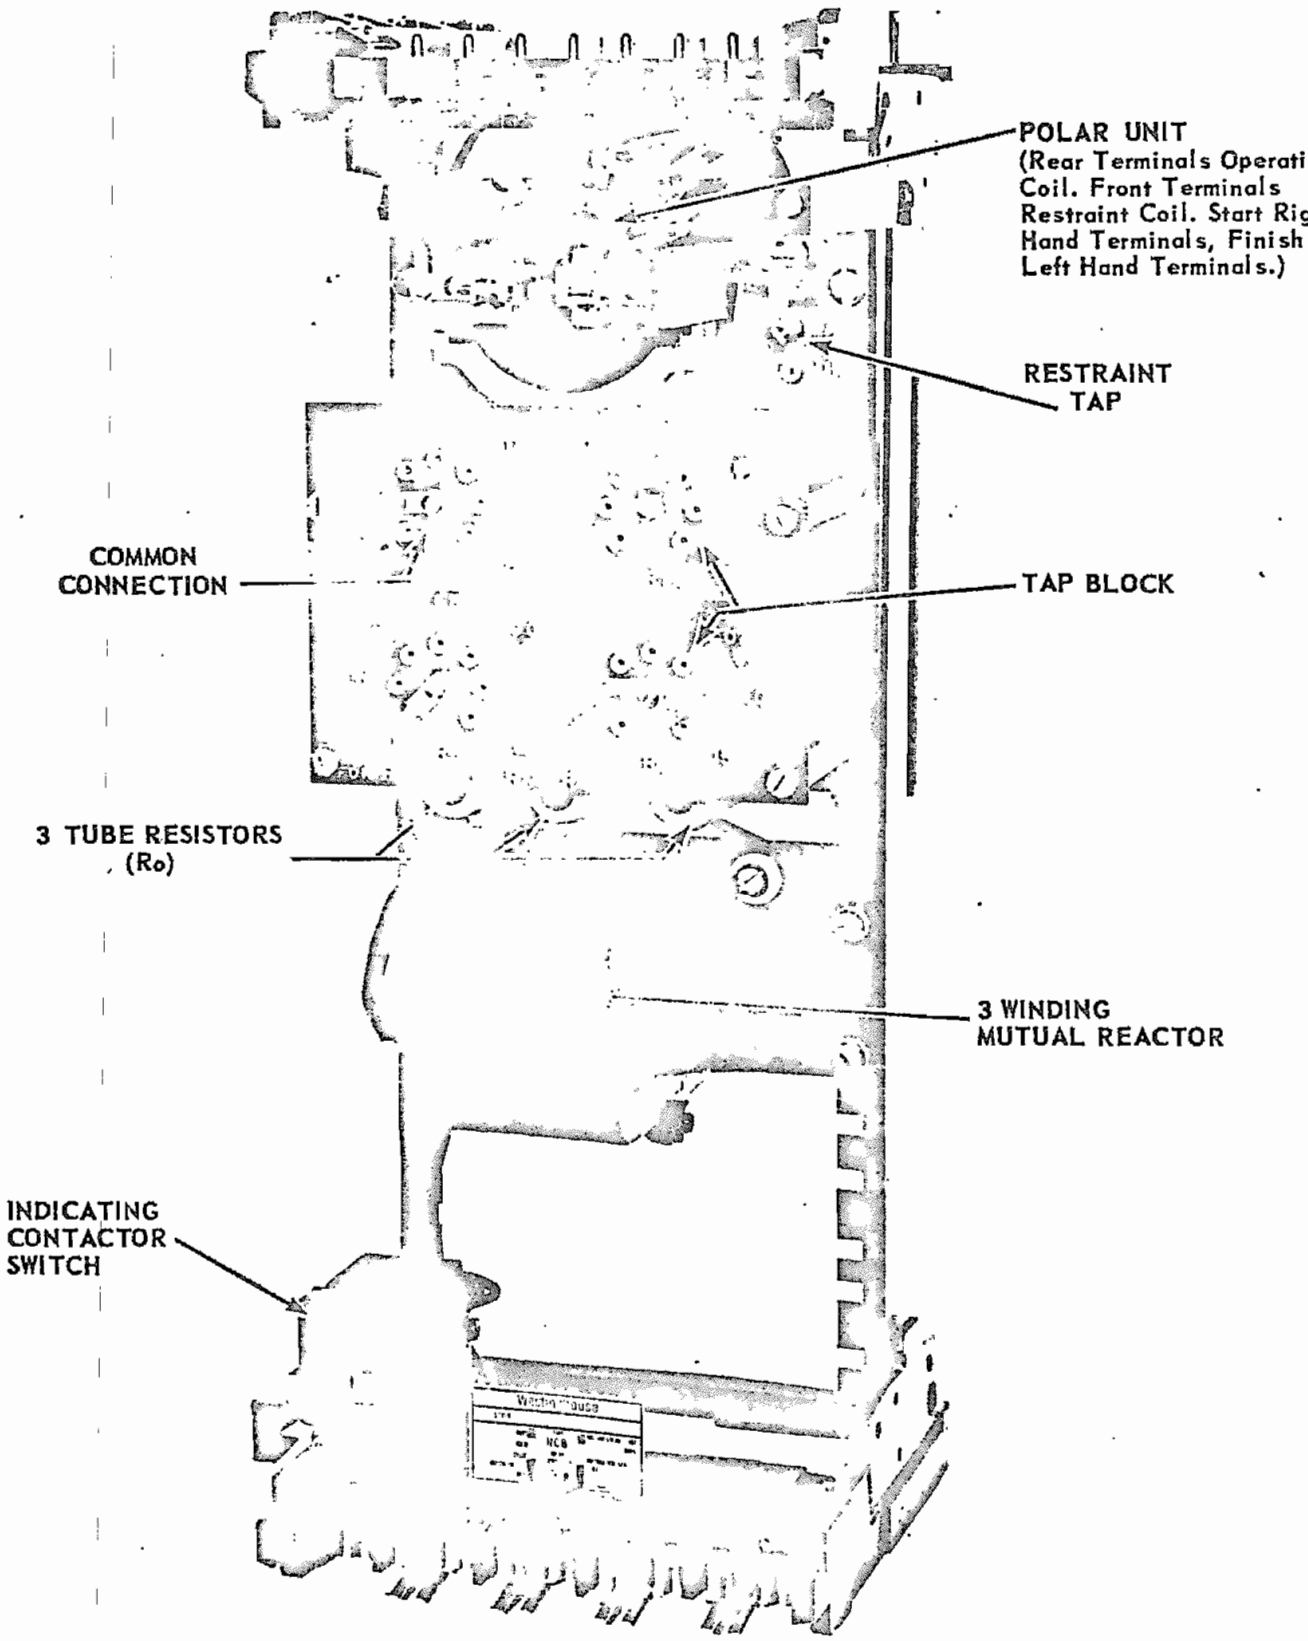 POLAR UNIT
(Rear Terminals Operati
Coil. Front Terminals
Restraint Coil. Start Rig
Hand Terminals, Finish
Left Hand Terminals.)
RESTRAINT
TAP
COMMON
CONNECTION
TAP BLOCK
3 TUBE RESISTORS
(Ro)
3 WINDING
MUTUAL REACTOR
INDICATING
CONTACTOR
SWITCH
Westinghouse
HCB